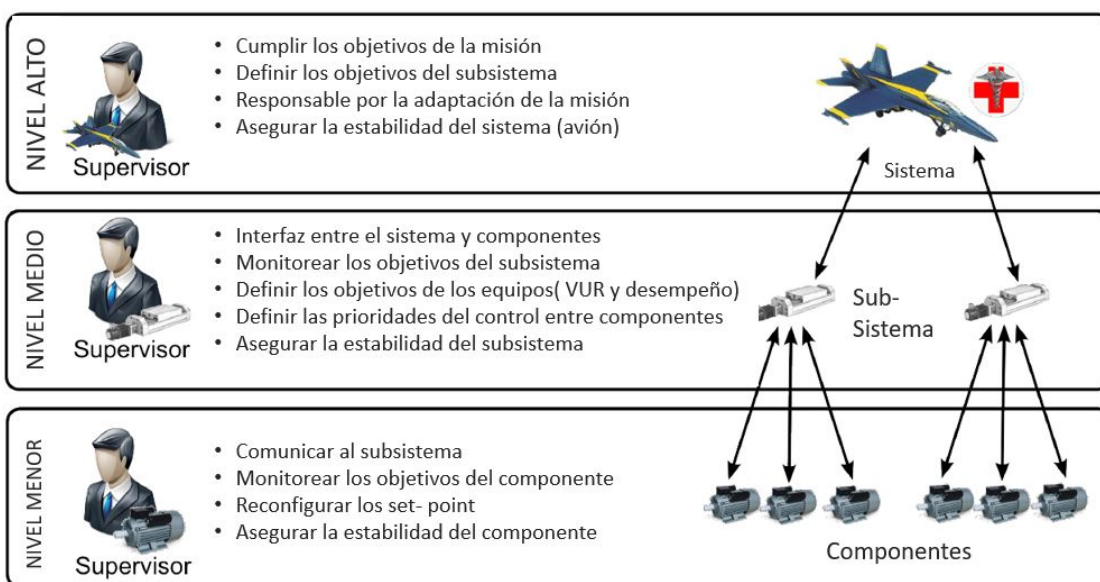 NIVEL ALTO
Supervisor
• Cumplir los objetivos de la misión
• Definir los objetivos del subsistema
• Responsable por la adaptación de la misión
• Asegurar la estabilidad del sistema (avión)
Sistema
NIVEL MEDIO
Supervisor
• Interfaz entre el sistema y componentes
• Monitorear los objetivos del subsistema
• Definir los objetivos de los equipos( VUR y desempeño)
• Definir las prioridades del control entre componentes
• Asegurar la estabilidad del subsistema
Sub-
Sistema
NIVEL MENOR
Supervisor
• Comunicar al subsistema
• Monitorear los objetivos del componente
• Reconfigurar los set- point
• Asegurar la estabilidad del componente
Componentes